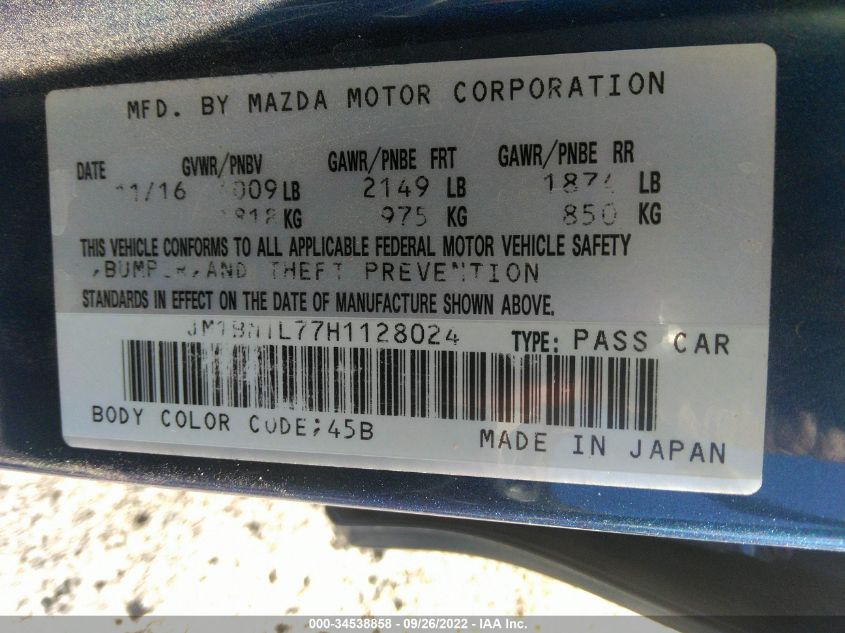 MFD. BY MAZDA MOTOR CORPORATION
DATE GVWR/PNBV GAWR/PNBE FRT GAWR/PNBE RR
11/16 LB 2149 LB LB
KG 975 KG 850 KG
THIS VEHICLE CONFORMS TO ALL APPLICABLE FEDERAL MOTOR VEHICLE SAFETY
,BUMPER,AND THEFT PREVENTION
STANDARDS IN EFFECT ON THE DATE OF MANUFACTURE SHOWN ABOVE.
TYPE: PASS CAR
BODY COLOR CODE;45B
MADE IN JAPAN
000-34538858 - 09/26/2022 - IAA Inc.